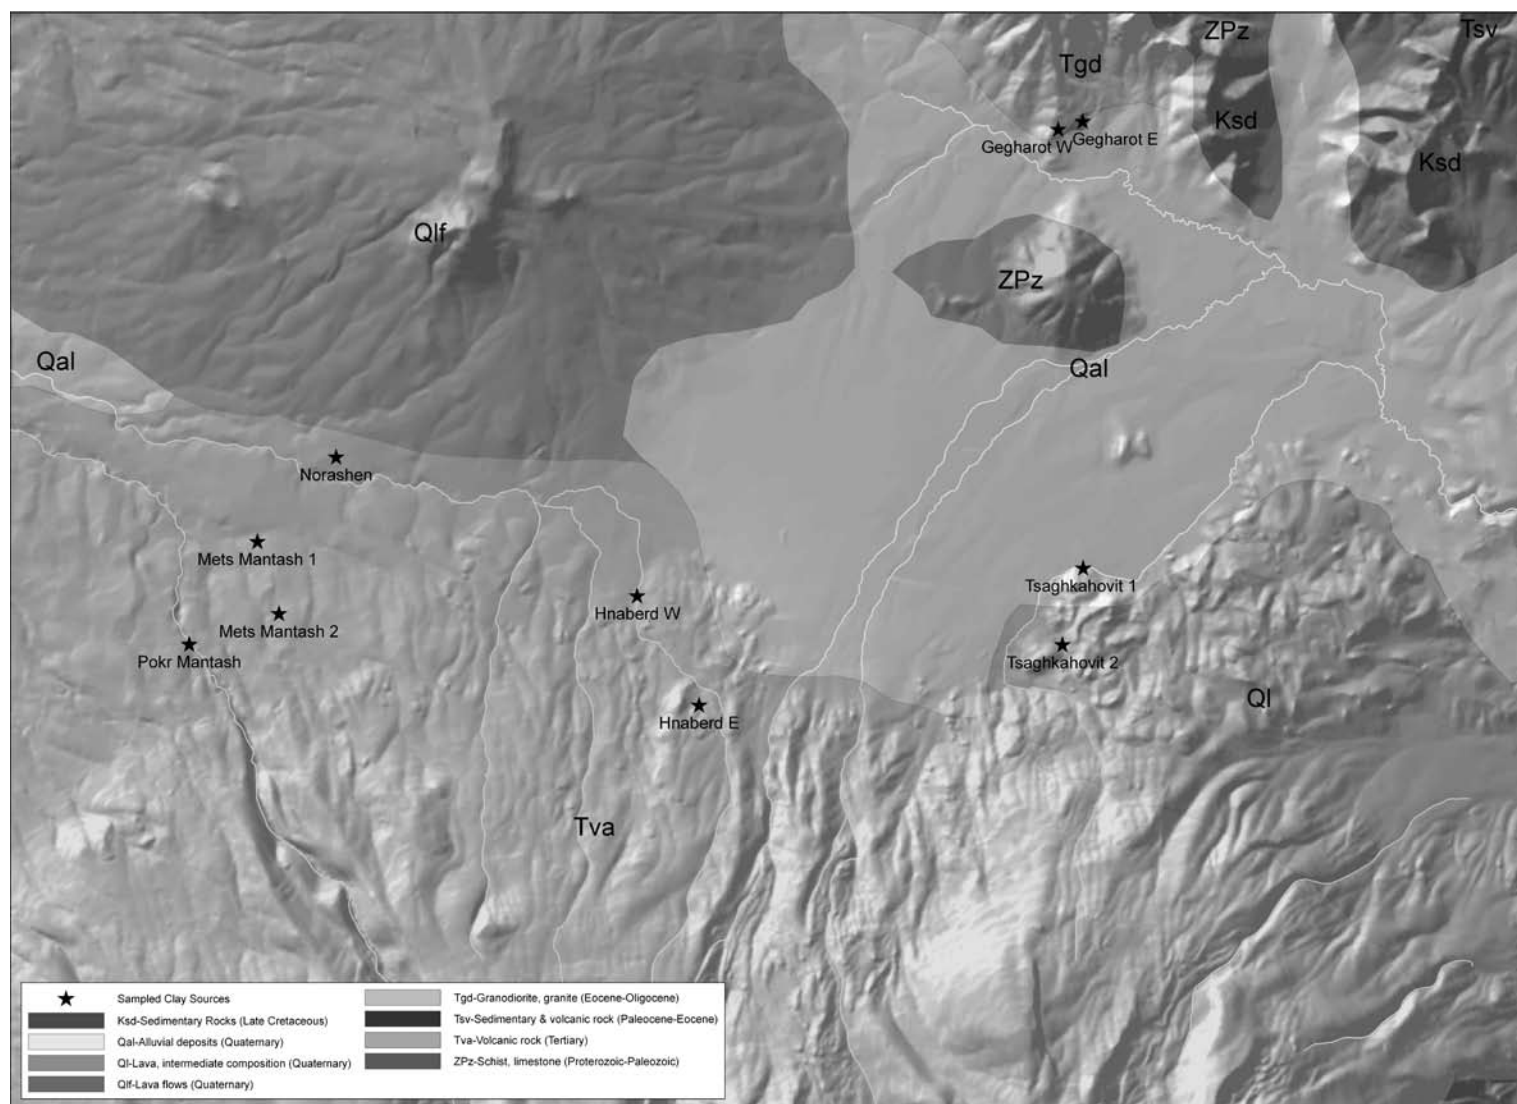 ZPz
Tsv
Tgd
Ksd
Gegharot W
Gegharot E
Ksd
Qlf
ZPz
Qal
Qal
Norashen
Mets Mantash 1
Tsaghkahovit 1
Hnaberd W
Mets Mantash 2
Pokr Mantash
Tsaghkahovit 2
Ql
Hnaberd E
Tva
Sampled Clay Sources
Ksd-Sedimentary Rocks (Late Cretaceous)
Qal-Alluvial deposits (Quaternary)
Ql-Lava, intermediate composition (Quaternary)
Qlf-Lava flows (Quaternary)
Tgd-Granodiorite, granite (Eocene-Oligocene)
Tsv-Sedimentary & volcanic rock (Paleocene-Eocene)
Tva-Volcanic rock (Tertiary)
ZPz-Schist, limestone (Proterozoic-Paleozoic)